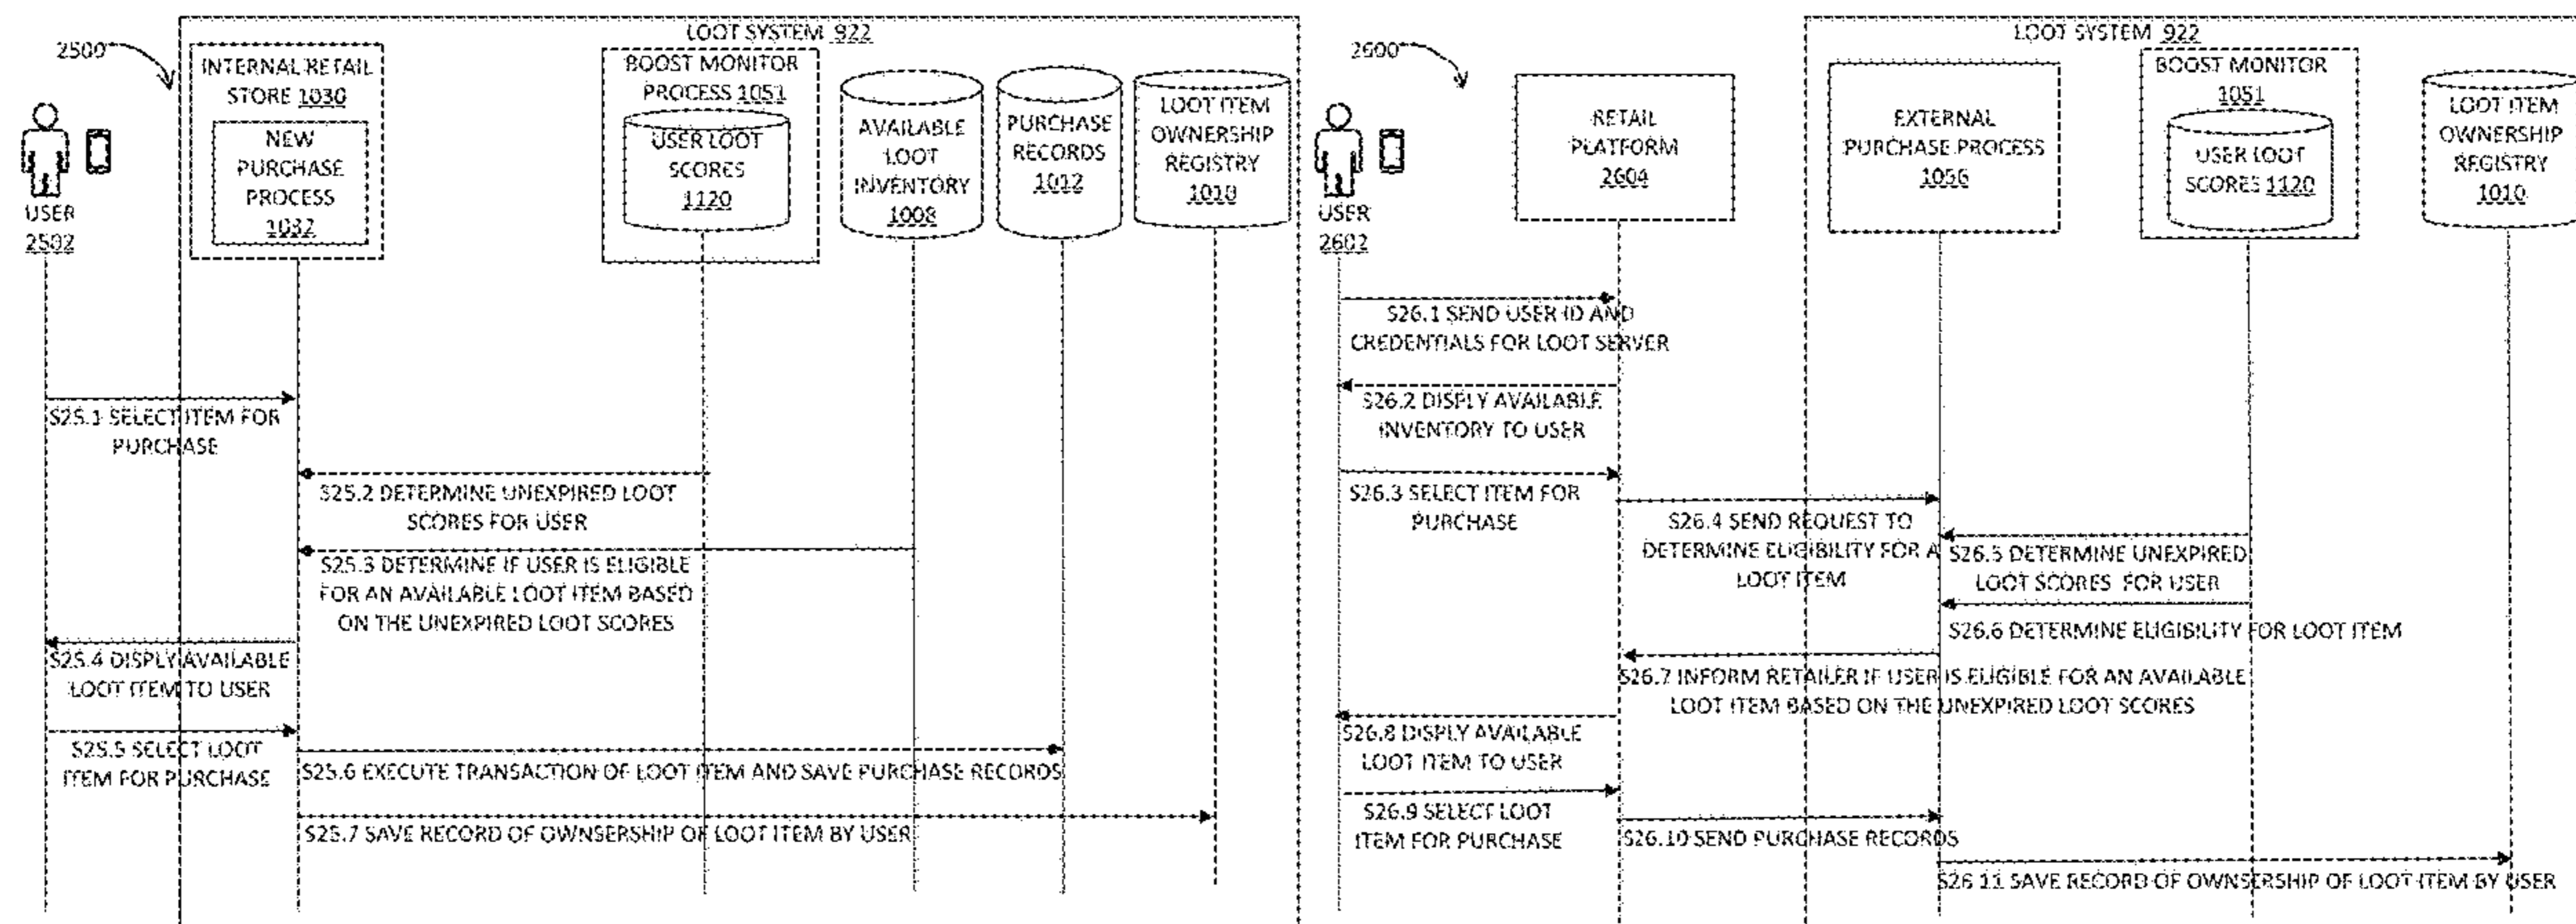 2500
LOOT SYSTEM 922
INTERNAL RETAIL
STORE 1030
NEW
PURCHASE
PROCESS
1032
BOOST MONITOR
PROCESS 1051
USER LOOT
SCORES
1120
AVAILABLE
LOOT
INVENTORY
1008
PURCHASE
RECORDS
1012
LOOT ITEM
OWNERSHIP
REGISTRY
1010
USER
2502
S25.1 SELECT ITEM FOR
PURCHASE
S25.2 DETERMINE UNEXPIRED LOOT
SCORES FOR USER
S25.3 DETERMINE IF USER IS ELIGIBLE
FOR AN AVAILABLE LOOT ITEM BASED
ON THE UNEXPIRED LOOT SCORES
S25.4 DISPLY AVAILABLE
LOOT ITEM TO USER
S25.5 SELECT LOOT
ITEM FOR PURCHASE
S25.6 EXECUTE TRANSACTION OF LOOT ITEM AND SAVE PURCHASE RECORDS
S25.7 SAVE RECORD OF OWNSERSHIP OF LOOT ITEM BY USER
2600
LOOT SYSTEM 922
RETAIL
PLATFORM
2604
EXTERNAL
PURCHASE PROCESS
1056
BOOST MONITOR
1051
USER LOOT
SCORES 1120
LOOT ITEM
OWNERSHIP
REGISTRY
1010
USER
2602
S26.1 SEND USER ID AND
CREDENTIALS FOR LOOT SERVER
S26.2 DISPLY AVAILABLE
INVENTORY TO USER
S26.3 SELECT ITEM FOR
PURCHASE
S26.4 SEND REQUEST TO
DETERMINE ELIGIBILITY FOR A
LOOT ITEM
S26.5 DETERMINE UNEXPIRED
LOOT SCORES FOR USER
S26.6 DETERMINE ELIGIBILITY FOR LOOT ITEM
S26.7 INFORM RETAILER IF USER IS ELIGIBLE FOR AN AVAILABLE
LOOT ITEM BASED ON THE UNEXPIRED LOOT SCORES
S26.8 DISPLY AVAILABLE
LOOT ITEM TO USER
S26.9 SELECT LOOT
ITEM FOR PURCHASE
S26.10 SEND PURCHASE RECORDS
S26.11 SAVE RECORD OF OWNSERSHIP OF LOOT ITEM BY USER